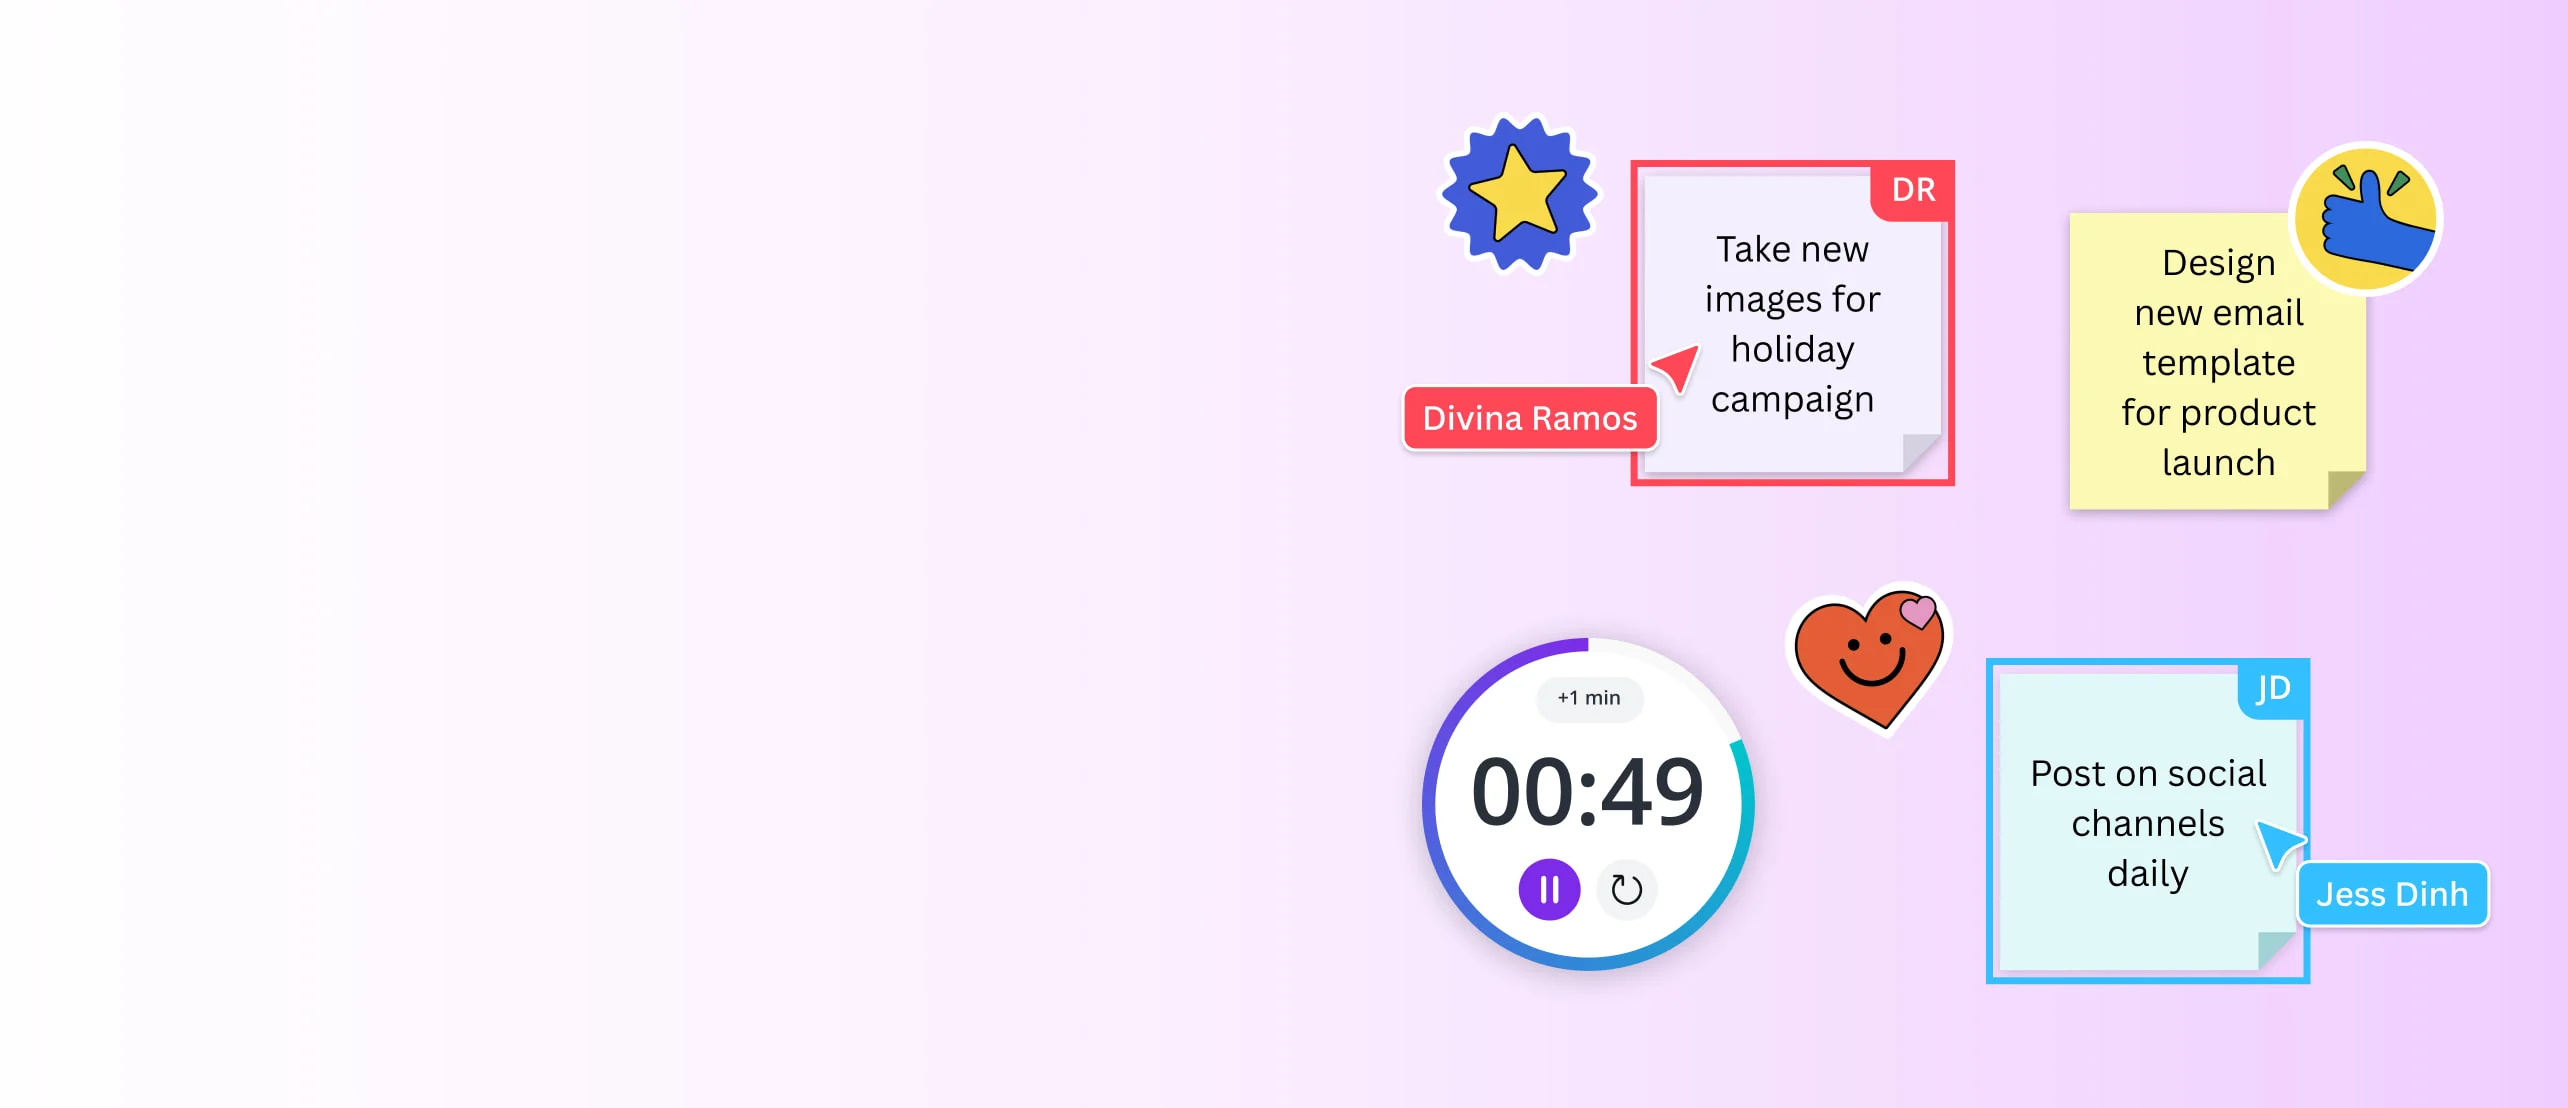 DR
Take new
images for
holiday
campaign
Divina Ramos
Design
new email
template
for product
launch
+1 min
00:49
JD
Post on social
channels
daily
Jess Dinh